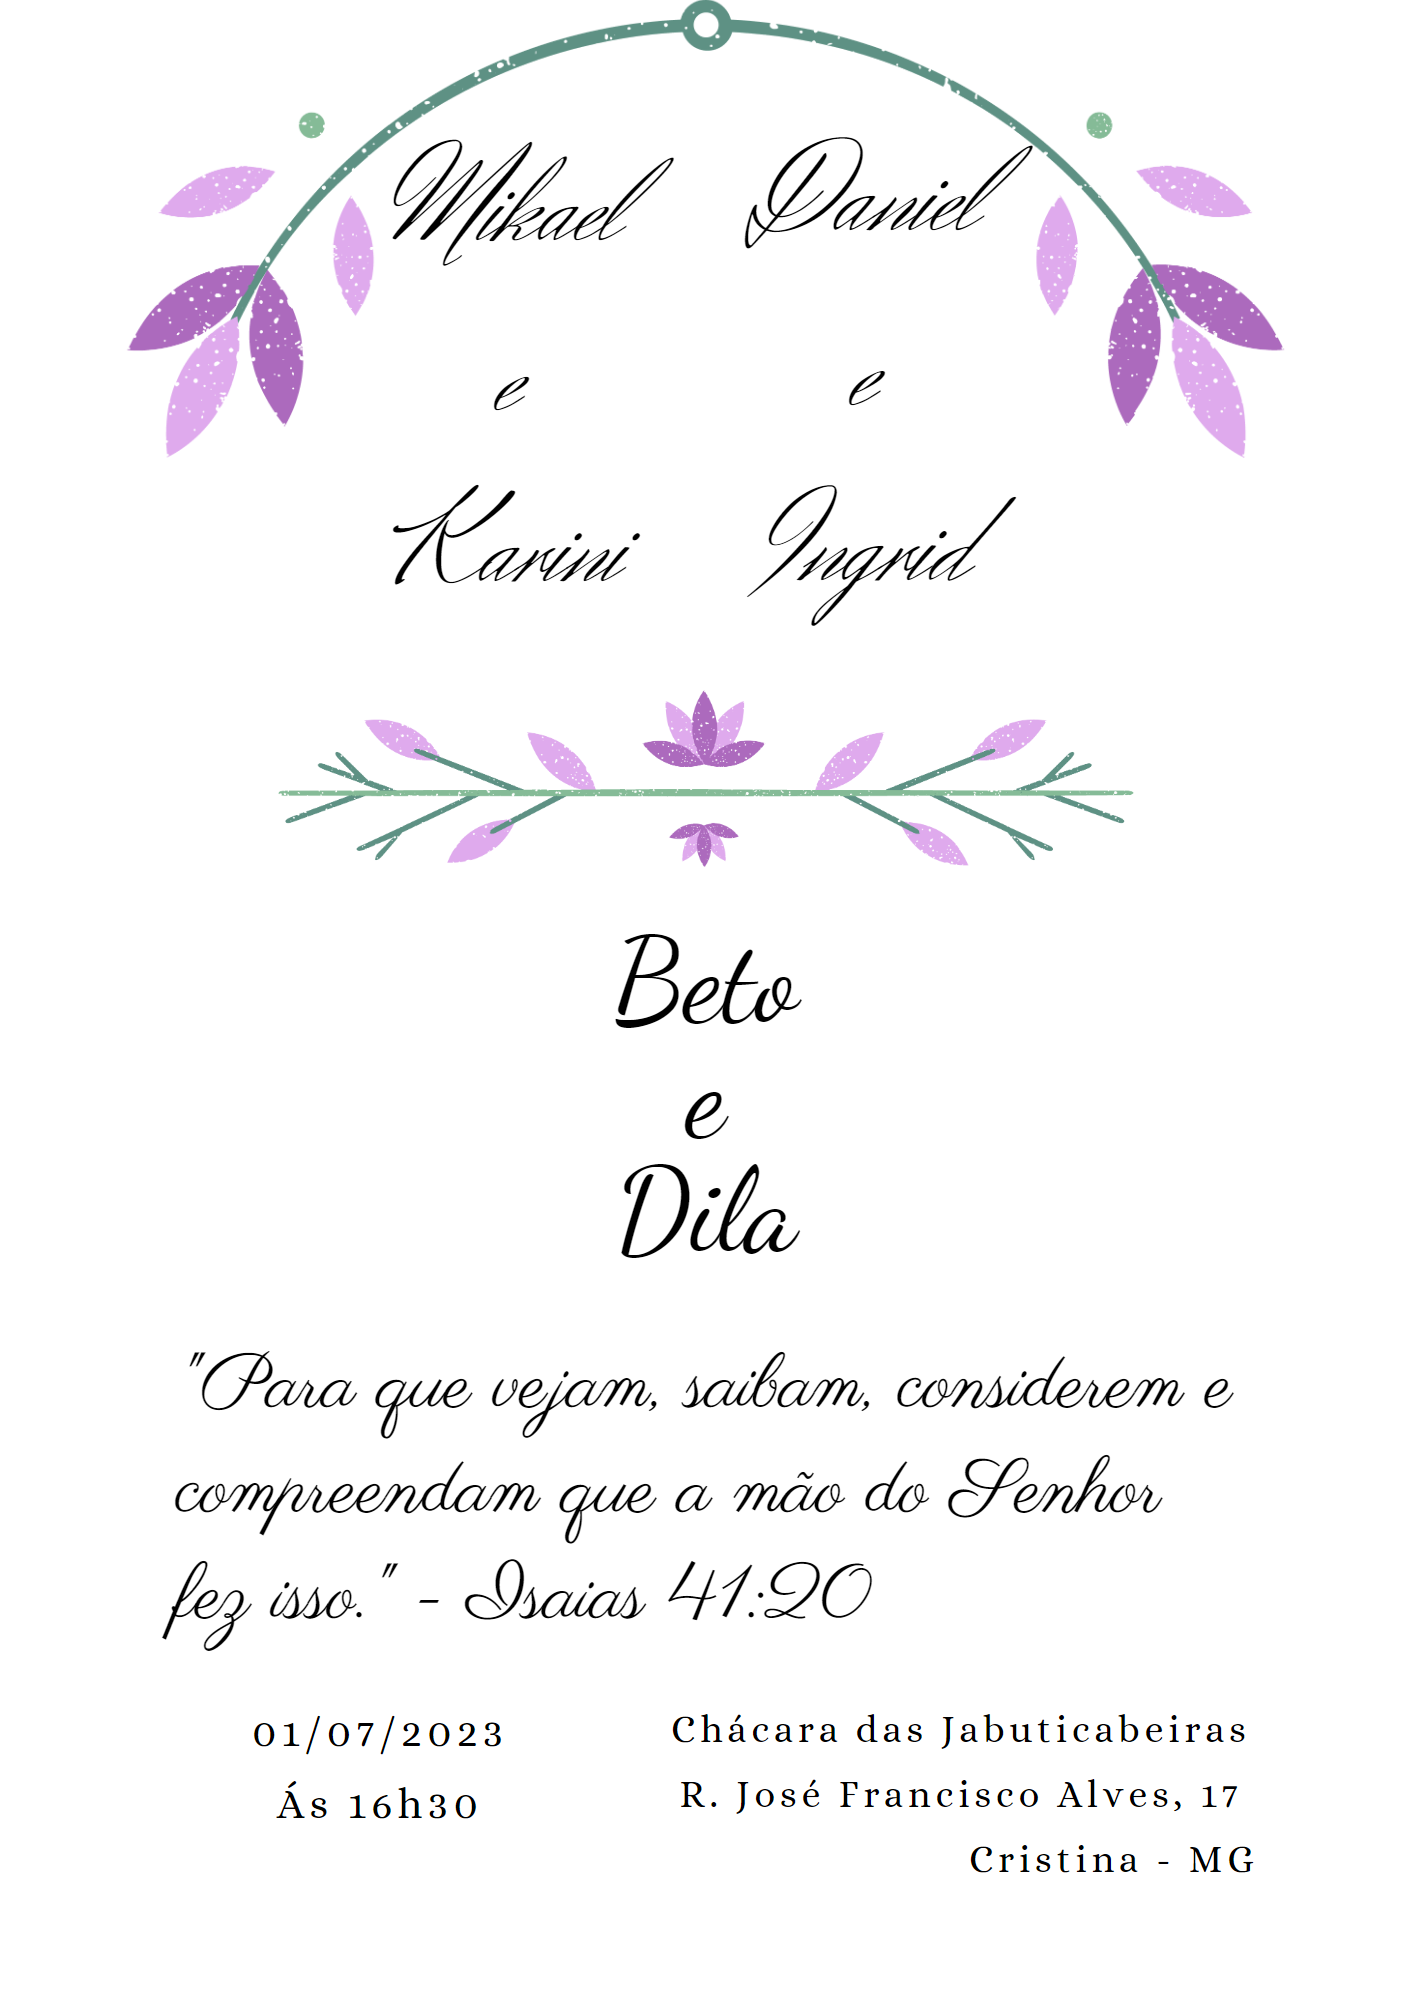 Mikael Daniel
e e
Karini Ingrid
Beto
e
Dila
"Para que vejam, saibam, considerem e
compreendam que a mão do Senhor
fez isso." - Isaias 41:20
01/07/2023
Ás 16h30
Chácara das Jabuticabeiras
R. José Francisco Alves, 17
Cristina - MG